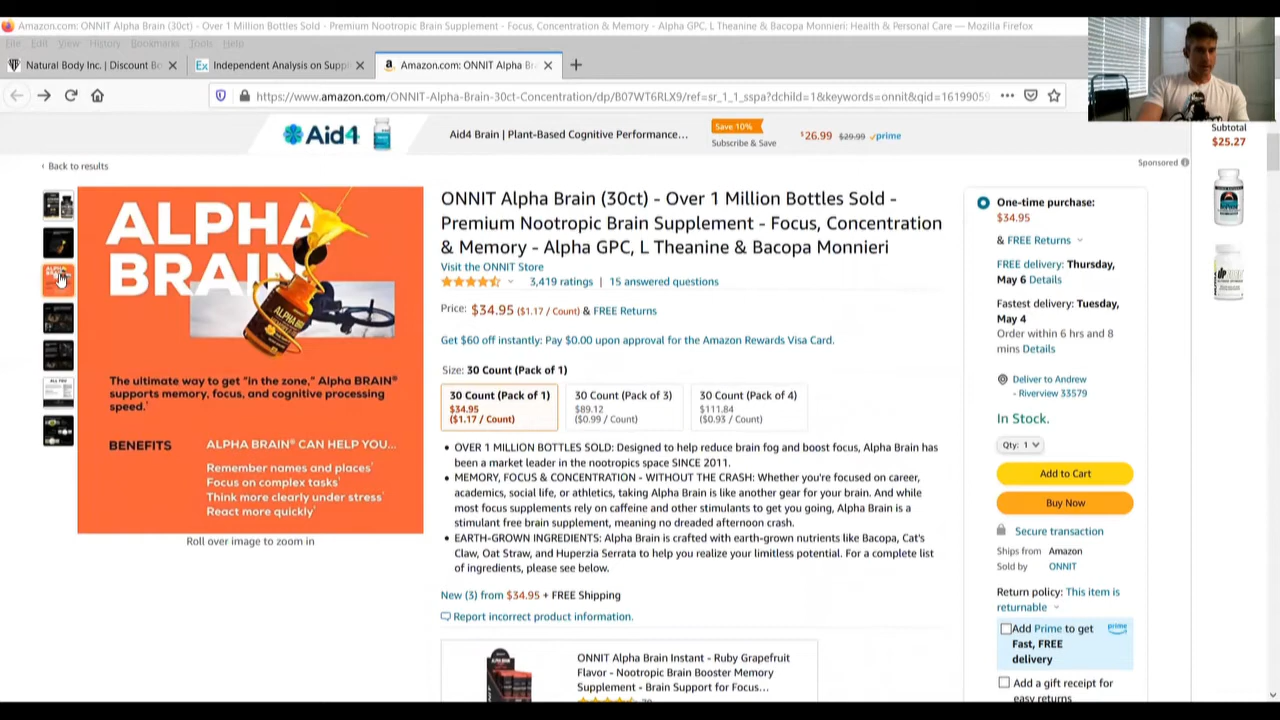 Amazon.com: ONNIT Alpha Brain (30ct) - Over 1 Million Bottles Sold - Premium Nootropic Brain Supplement - Focus, Concentration & Memory - Alpha GPC, L Theanine & Bacopa Monnieri: Health & Personal Care — Mozilla Firefox
File Edit View History Bookmarks Tools Help
Natural Body Inc. | Discount Bo
Ex Independent Analysis on Supp
Amazon.com: ONNIT Alpha Br
https://www.amazon.com/O pha-Brain-30ct-Concentration/dp/B07WT6RLX9/ref=sr_1_1_sspa?dchild=1&keywords=onnit&qid=16199059
Aid4
Aid4 Brain | Plant-Based Cognitive Performance...
Save 10%
Subscribe & Save
$26.99 $29.99 prime
Subtotal
$25.27
‹ Back to results
Sponsored
ALPHA
BRAIN
The ultimate way to get "in the zone," Alpha BRAIN®
supports memory, focus, and cognitive processing
speed.†
BENEFITS
ALPHA BRAIN® CAN HELP YOU...
Remember names and places†
Focus on complex tasks†
Think more clearly under stress†
React more quickly†
Roll over image to zoom in
ONNIT Alpha Brain (30ct) - Over 1 Million Bottles Sold -
Premium Nootropic Brain Supplement - Focus, Concentration
& Memory - Alpha GPC, L Theanine & Bacopa Monnieri
Visit the ONNIT Store
3,419 ratings | 15 answered questions
Price: $34.95 ($1.17 / Count) & FREE Returns
Get $60 off instantly: Pay $0.00 upon approval for the Amazon Rewards Visa Card.
Size: 30 Count (Pack of 1)
30 Count (Pack of 1)
$34.95
($1.17 / Count)
30 Count (Pack of 3)
$89.12
($0.99 / Count)
30 Count (Pack of 4)
$111.84
($0.93 / Count)
• OVER 1 MILLION BOTTLES SOLD: Designed to help reduce brain fog and boost focus, Alpha Brain has
been a market leader in the nootropics space SINCE 2011.
• MEMORY, FOCUS & CONCENTRATION - WITHOUT THE CRASH: Whether you're focused on career,
academics, social life, or athletics, taking Alpha Brain is like another gear for your brain. And while
most focus supplements rely on caffeine and other stimulants to get you going, Alpha Brain is a
stimulant free brain supplement, meaning no dreaded afternoon crash.
• EARTH-GROWN INGREDIENTS: Alpha Brain is crafted with earth-grown nutrients like Bacopa, Cat's
Claw, Oat Straw, and Huperzia Serrata to help you realize your limitless potential. For a complete list
of ingredients, please see below.
New (3) from $34.95 + FREE Shipping
Report incorrect product information.
ONNIT Alpha Brain Instant - Ruby Grapefruit
Flavor - Nootropic Brain Booster Memory
Supplement - Brain Support for Focus...
One-time purchase:
$34.95
& FREE Returns
FREE delivery: Thursday,
May 6 Details
Fastest delivery: Tuesday,
May 4
Order within 6 hrs and 8
mins Details
Deliver to Andrew
- Riverview 33579
In Stock.
Qty: 1
Add to Cart
Buy Now
Secure transaction
Ships from Amazon
Sold by ONNIT
Return policy: This item is
returnable
Add Prime to get
Fast, FREE
delivery
prime
Add a gift receipt for
easy returns